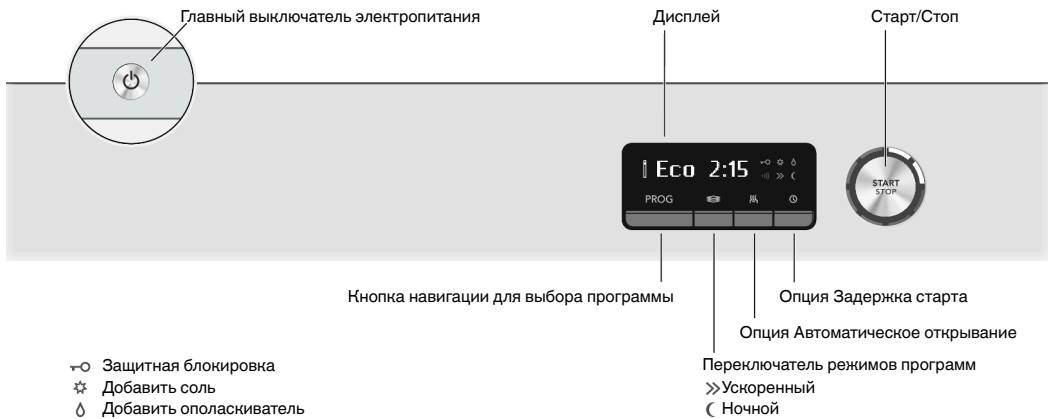 Главный выключатель электропитания
Дисплей
Старт/Стоп
Eco 2:15
PROG
START
STOP
Кнопка навигации для выбора программы
Опция Задержка старта
Опция Автоматическое открывание
Переключатель режимов программ
Защитная блокировка
Добавить соль
Добавить ополаскиватель
Ускоренный
Ночной